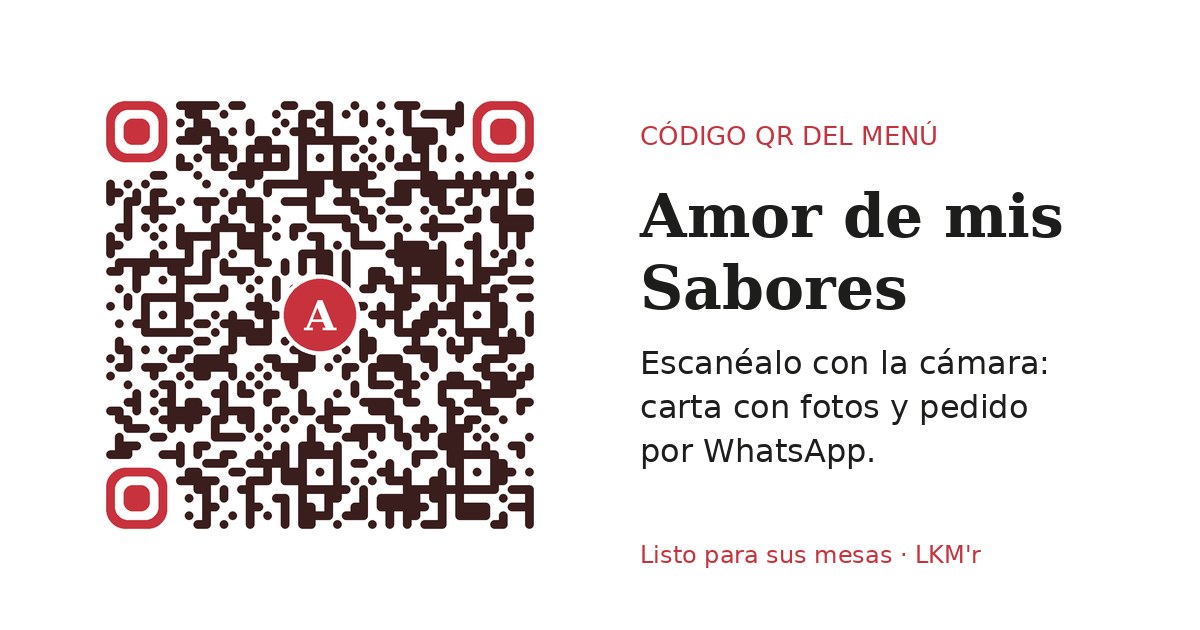 A
CÓDIGO QR DEL MENÚ
Amor de mis
Sabores
Escanéalo con la cámara:
carta con fotos y pedido
por WhatsApp.
Listo para sus mesas · LKM'r